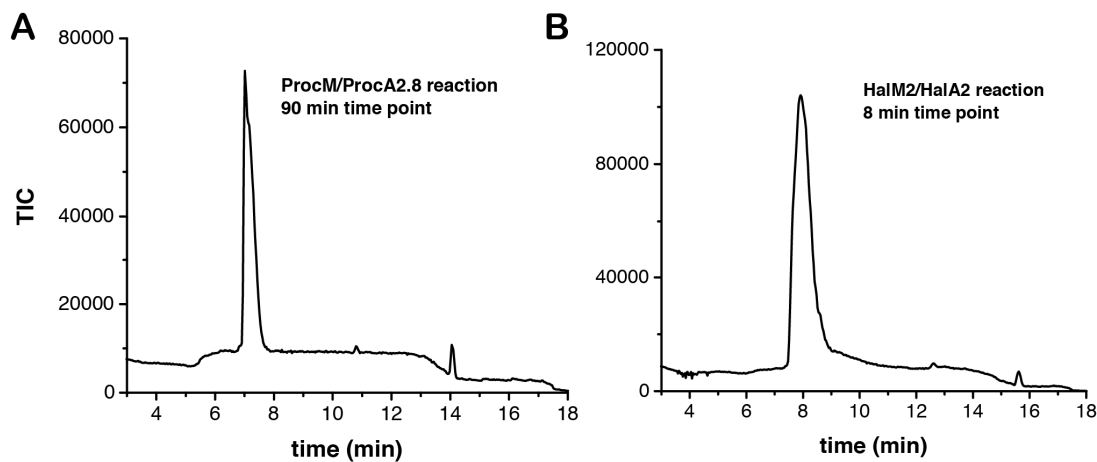 A
80000
60000
40000
20000
0
TIC
ProcM/ProcA2.8 reaction
90 min time point
4 6 8 10 12 14 16 18
time (min)
B
120000
80000
40000
0
HalM2/HalA2 reaction
8 min time point
4 6 8 10 12 14 16 18
time (min)